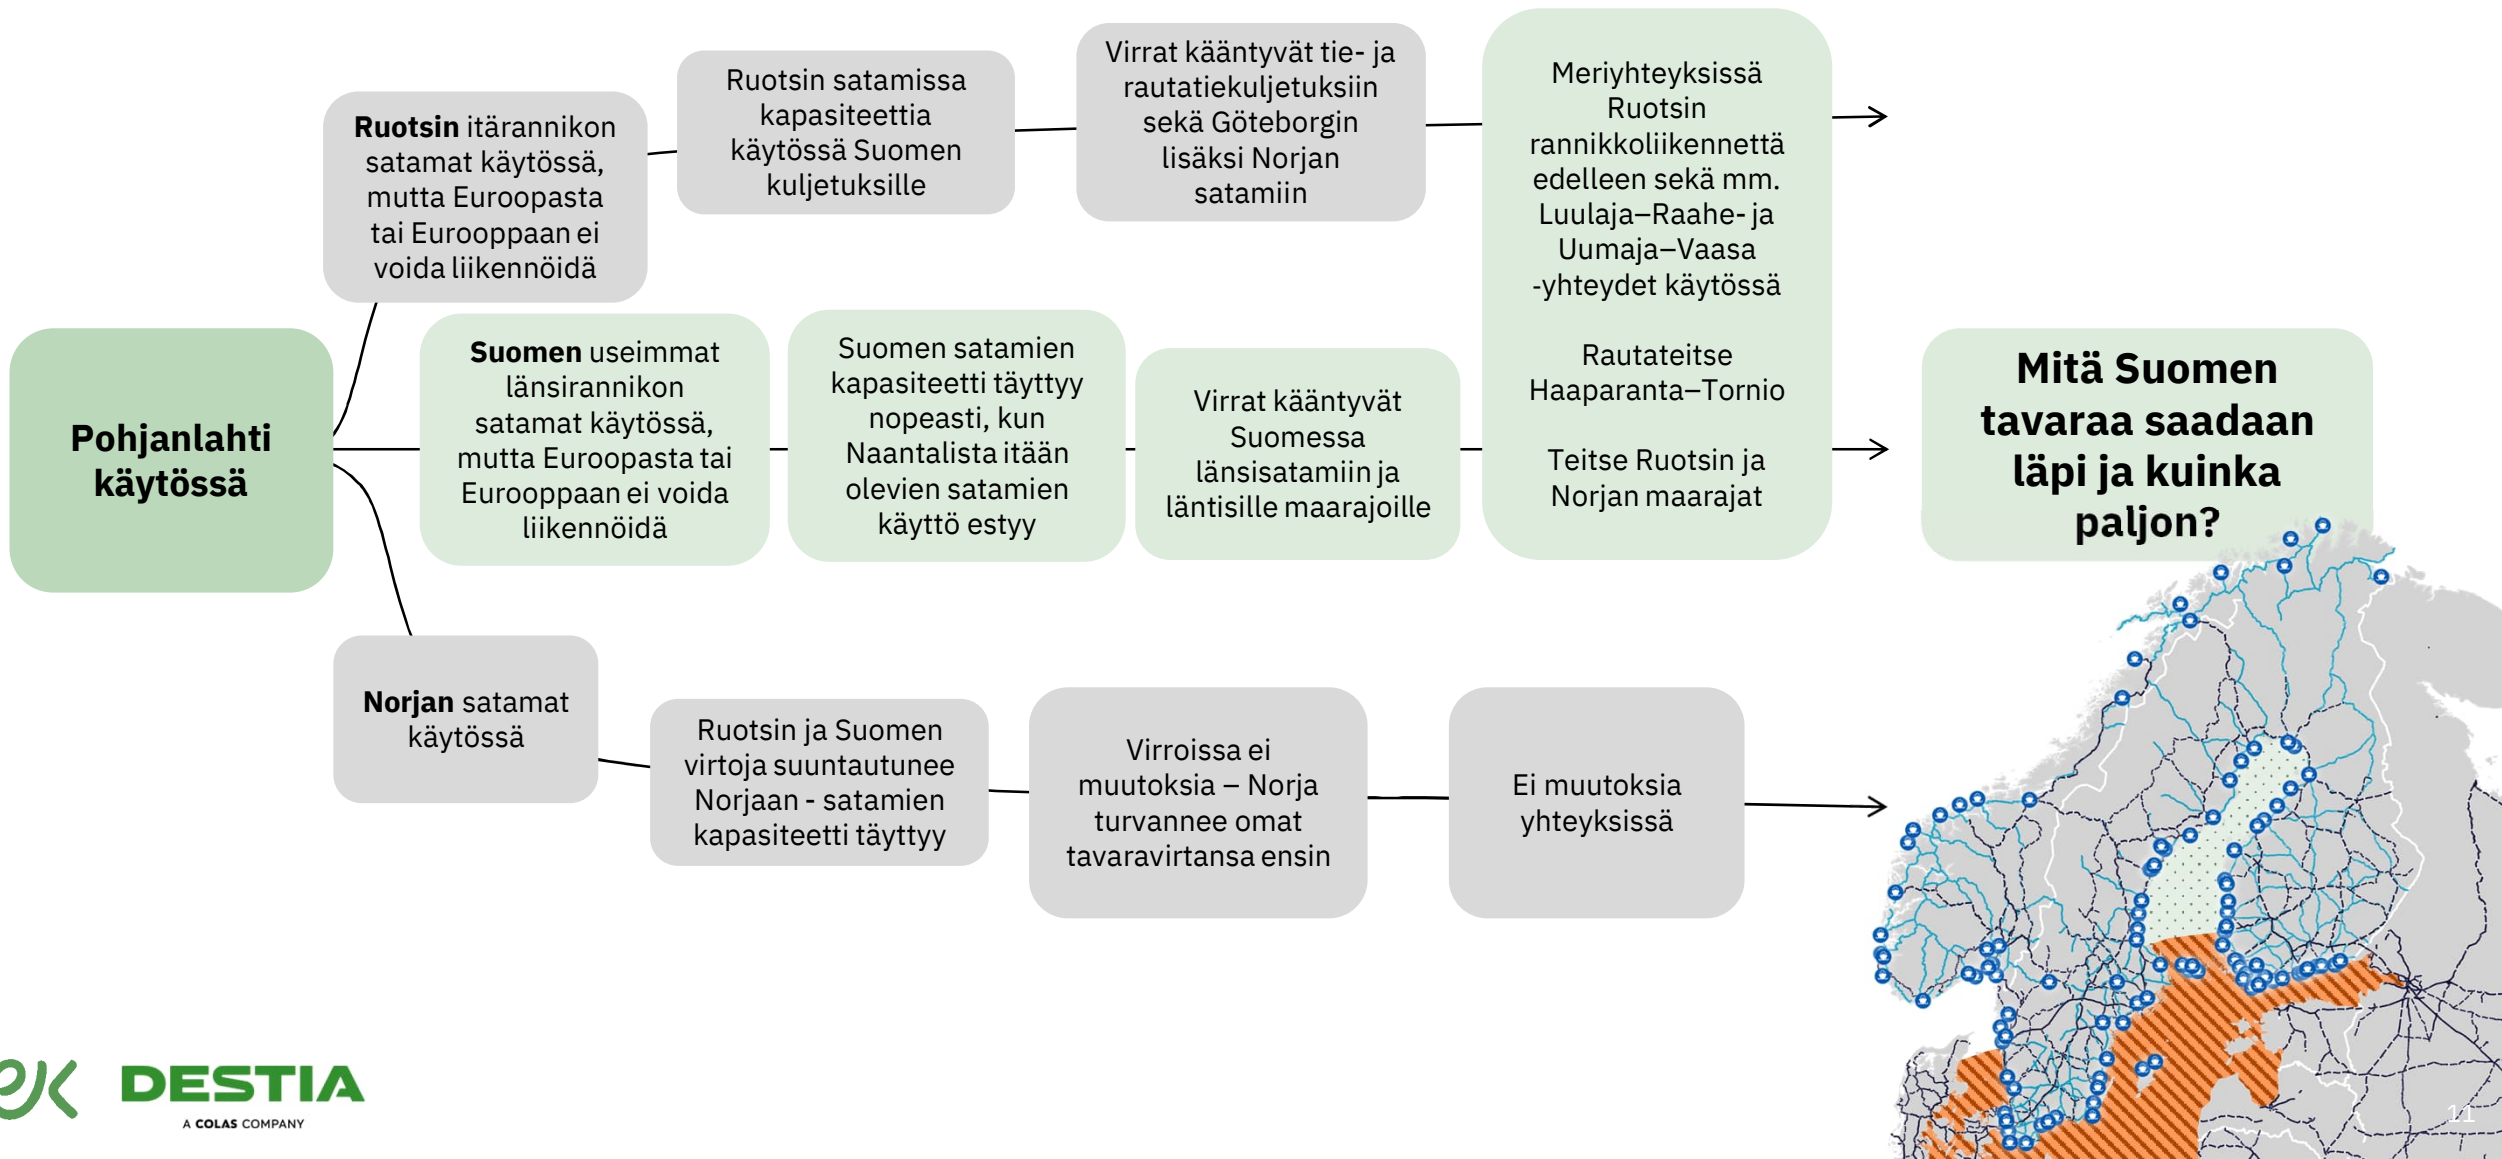 Pohjanlahti
käytössä
Ruotsin itärannikon
satamat käytössä,
mutta Euroopasta
tai Eurooppaan ei
voida liikennöidä
Ruotsin satamissa
kapasiteettia
käytössä Suomen
kuljetuksille
Virrat kääntyvät tie- ja
rautatiekuljetuksiin
sekä Göteborgin
lisäksi Norjan
satamiin
Meriyhteyksissä
Ruotsin
rannikkoliikennettä
edelleen sekä mm.
Luulaja–Raahe- ja
Uumaja–Vaasa
-yhteydet käytössä
Rautateitse
Haaparanta–Tornio
Teitse Ruotsin ja
Norjan maarajat
Suomen useimmat
länsirannikon
satamat käytössä,
mutta Euroopasta tai
Eurooppaan ei voida
liikennöidä
Suomen satamien
kapasiteetti täyttyy
nopeasti, kun
Naantalista itään
olevien satamien
käyttö estyy
Virrat kääntyvät
Suomessa
länsisatamiin ja
läntisille maarajoille
Mitä Suomen
tavaraa saadaan
läpi ja kuinka
paljon?
Norjan satamat
käytössä
Ruotsin ja Suomen
virtoja suuntautunee
Norjaan - satamien
kapasiteetti täyttyy
Virroissa ei
muutoksia – Norja
turvannee omat
tavaravirtansa ensin
Ei muutoksia
yhteyksissä
ek
DESTIA
A COLAS COMPANY
11